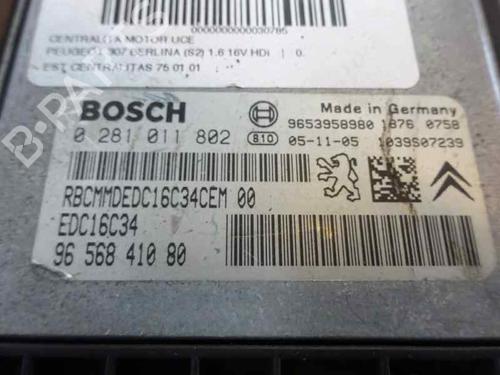 0000000000030785
CENTRALITA MOTOR UCE
PEUGEOT 307 BERLINA (S2) 1.6 16V HDi | 0.
EST CENTRALITAS 75 01 01
BOSCH
Made in Germany
0 281 011 802
810
9653958980 1876 0758
05-11-05 1039S07239
RBCMMDEDC16C34CEM 00
EDC16C34
96 568 410 80